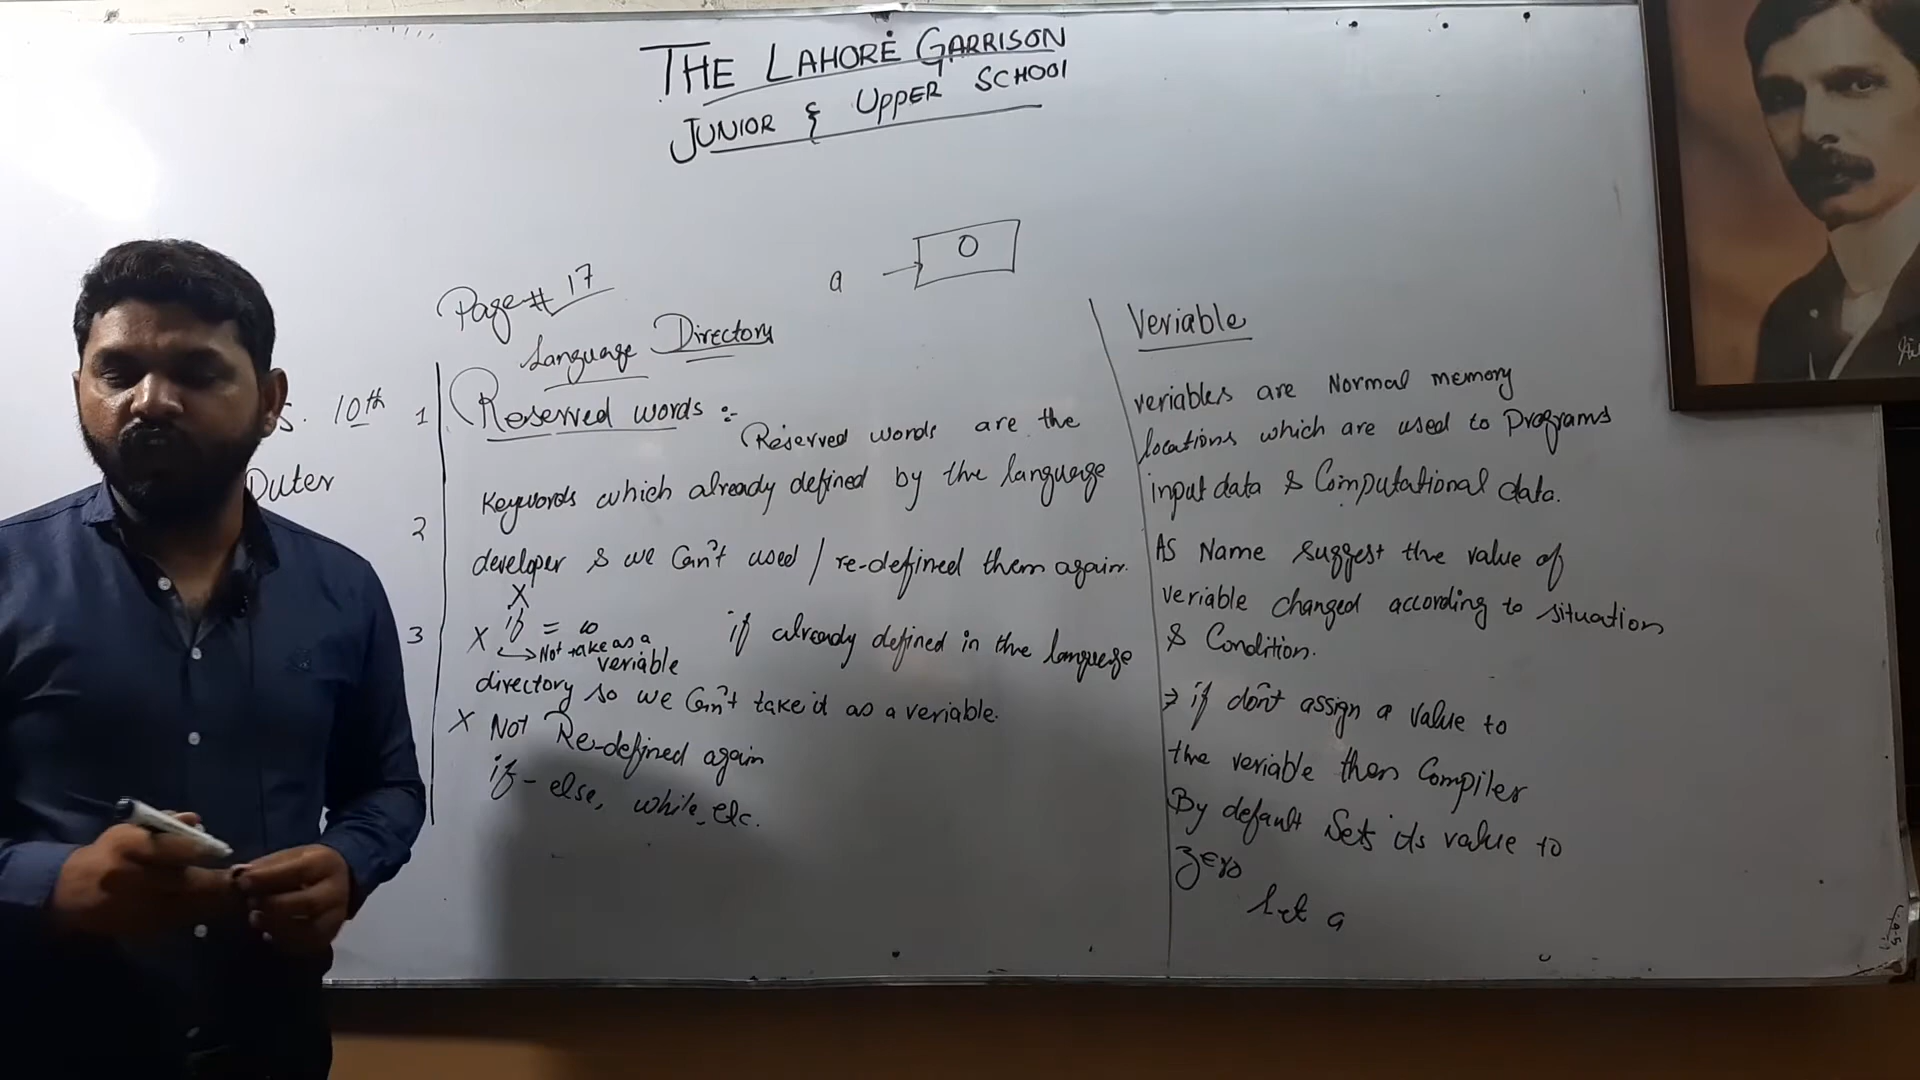 THE LAHORE GARRISON
JUNIOR & UPPER SCHOOL
a
0
Page # 17
Language Directory
10th
puter
1
2
3
Reserved words :-
Reserved words are the
Keywords which already defined by the language
developer & we Can't used / re-defined them again.
X
X if = 10
Not take as a
veriable
if already defined in the language
directory so we Can't take it as a veriable.
X Not Re-defined again
if - else, while, etc.
Veriable
veriables are Normal memory
locations which are used to Programs
input data & Computational data.
AS Name suggest the value of
veriable changed according to situation
& Condition.
⇒ if don't assign a value to
the veriable then Compiler
By default Sets its value to
zero
Let a